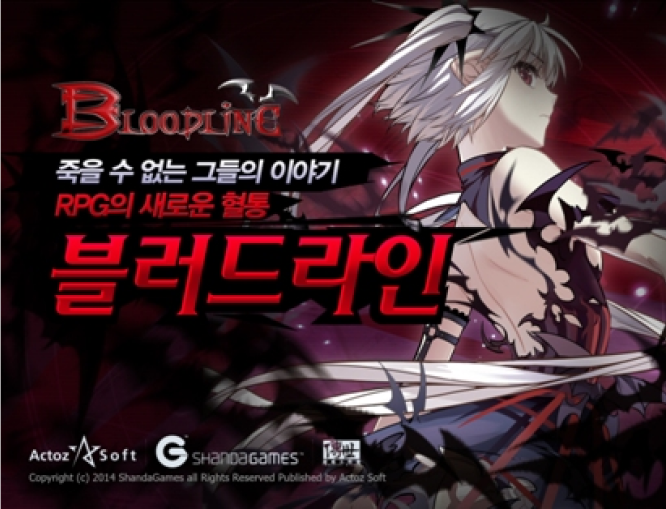 BLOODLINE
죽을 수 없는 그들의 이야기
RPG의 새로운 혈통
블러드라인
Actoz Soft G SHANDAGAMES™
Copyright (c) 2014 ShandaGames all Rights Reserved Published by Actoz Soft